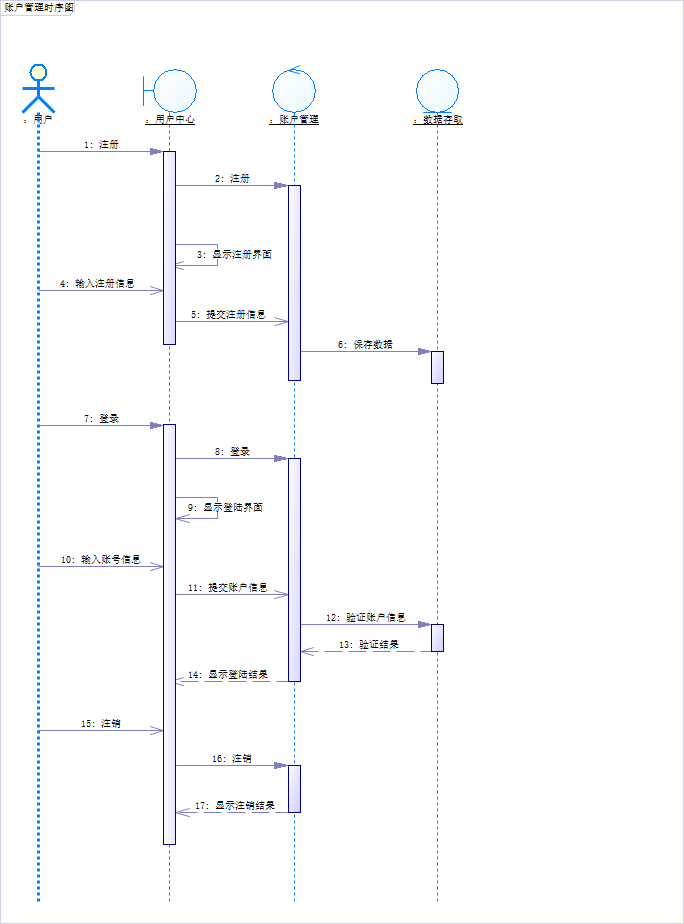 账户管理时序图
: 用户
: 用户中心
: 账户管理
: 数据存取
1: 注册
2: 注册
3: 显示注册界面
4: 输入注册信息
5: 提交注册信息
6: 保存数据
7: 登录
8: 登录
9: 显示登陆界面
10: 输入账号信息
11: 提交账户信息
12: 验证账户信息
13: 验证结果
14: 显示登陆结果
15: 注销
16: 注销
17: 显示注销结果